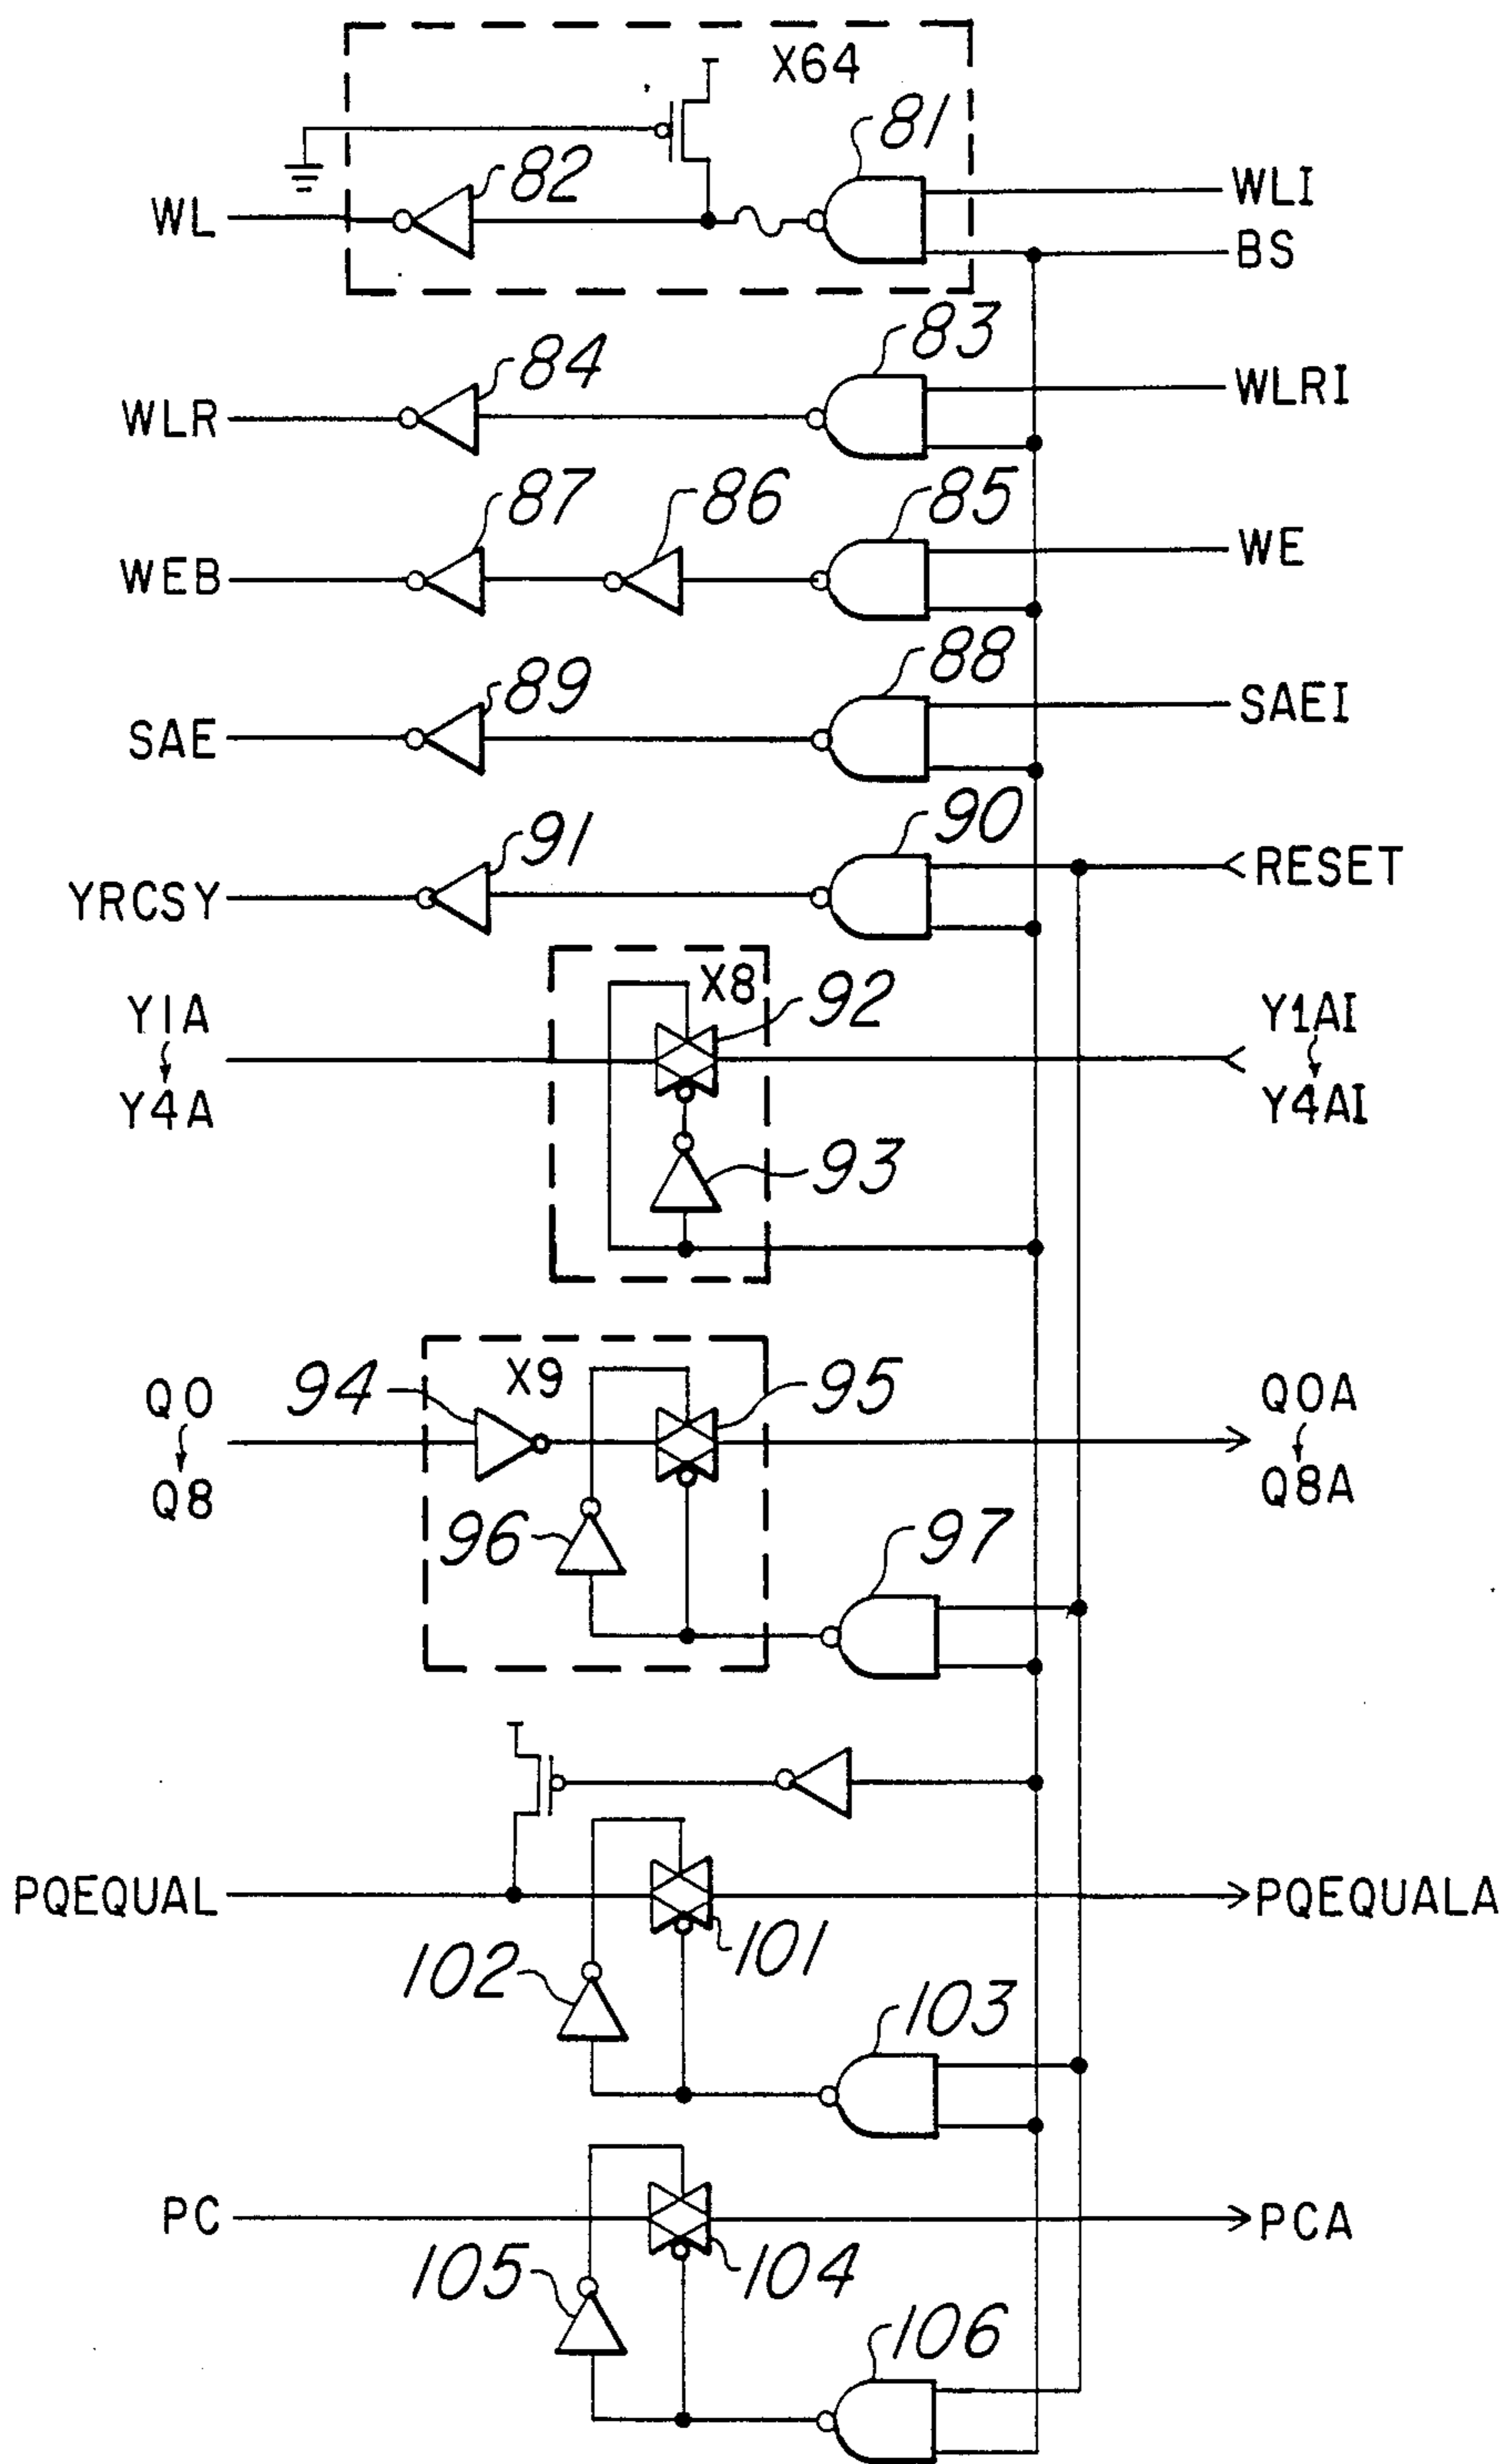 X64
81
82
WL
WLI
BS
83
84
WLR
WLRI
87
86
85
WEB
WE
88
89
SAE
SAEI
90
91
YRCSY
RESET
X8
92
Y1A
Y4A
Y1AI
Y4AI
93
X9
94
95
Q0
Q8
Q0A
Q8A
96
97
PQEQUAL
PQEQUALA
101
102
103
PC
PCA
104
105
106